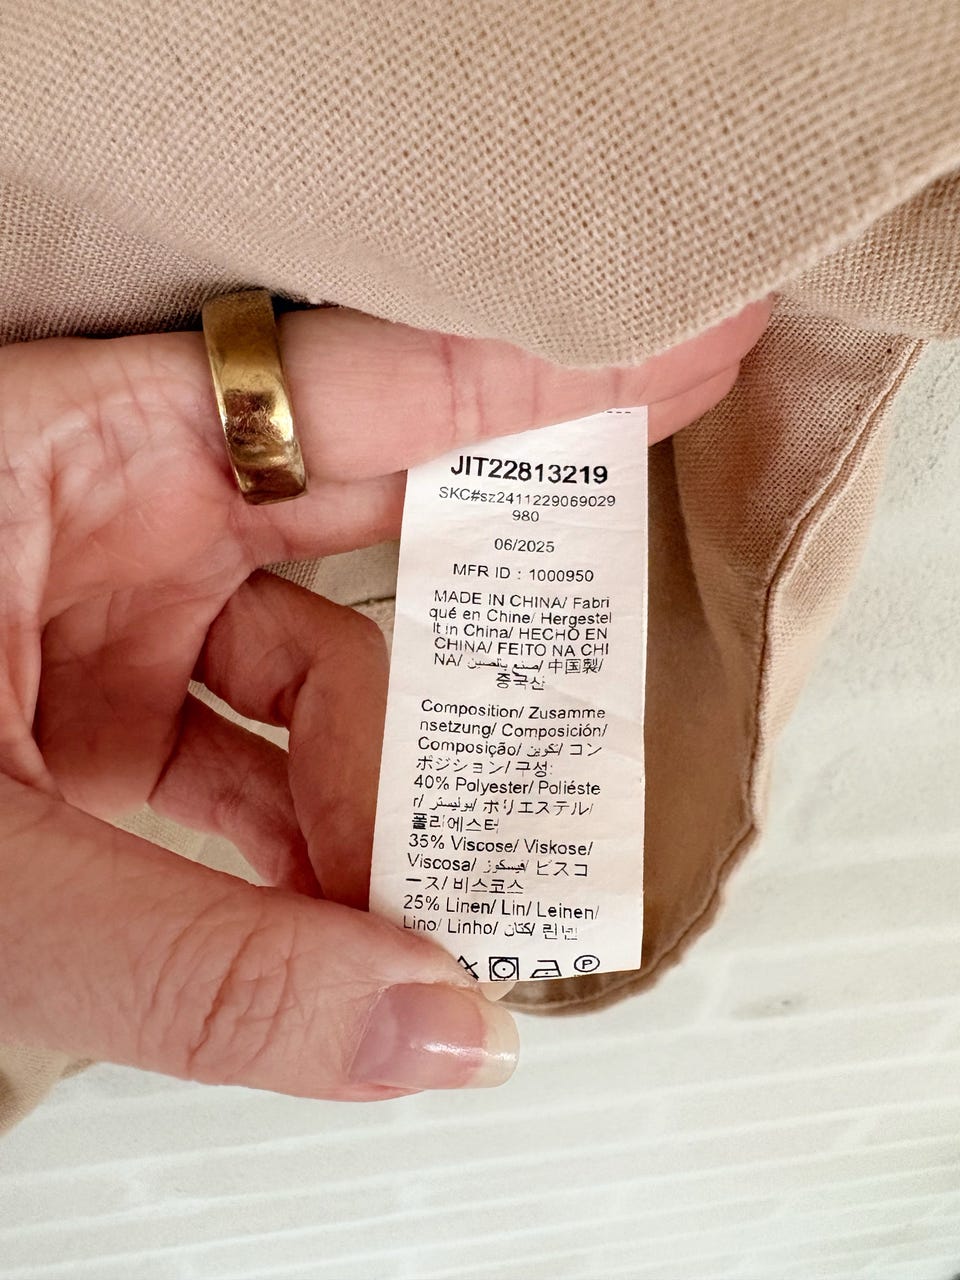 JIT22813219
SKC#sz2411229069029
980
06/2025
MFR ID : 1000950
MADE IN CHINA/ Fabri
qué en Chine/ Hergestel
lt in China/ HECHO EN
CHINA/ FEITO NA CHI
NA/ صنع بالصين/ 中国製/
중국산
Composition/ Zusamme
nsetzung/ Composición/
Composição/ تكوين/ コン
ポジション/ 구성:
40% Polyester/ Poliéste
r/ بوليستر/ ポリエステル/
폴리에스터
35% Viscose/ Viskose/
Viscosa/ فيسكوز/ ビスコ
ース/ 비스코스
25% Linen/ Lin/ Leinen/
Lino/ Linho/ كتان/ 린넨
P